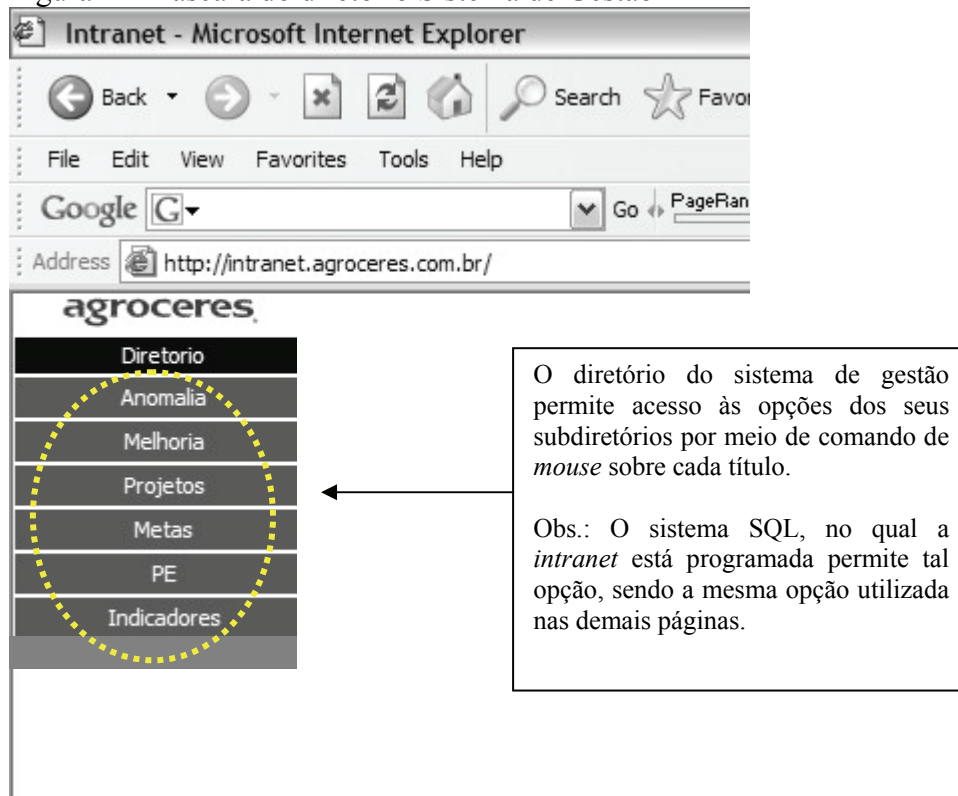 Intranet - Microsoft Internet Explorer
Back
Search
File Edit View Favorites Tools Help
Google G
Go
Address http://intranet.agroceres.com.br/
agroceres
Diretorio
Anomalia
Melhoria
Projetos
Metas
PE
Indicadores
O diretório do sistema de gestão
permite acesso às opções dos seus
subdiretórios por meio de comando de
mouse sobre cada título.
Obs.: O sistema SQL, no qual a
intranet está programada permite tal
opção, sendo a mesma opção utilizada
nas demais páginas.